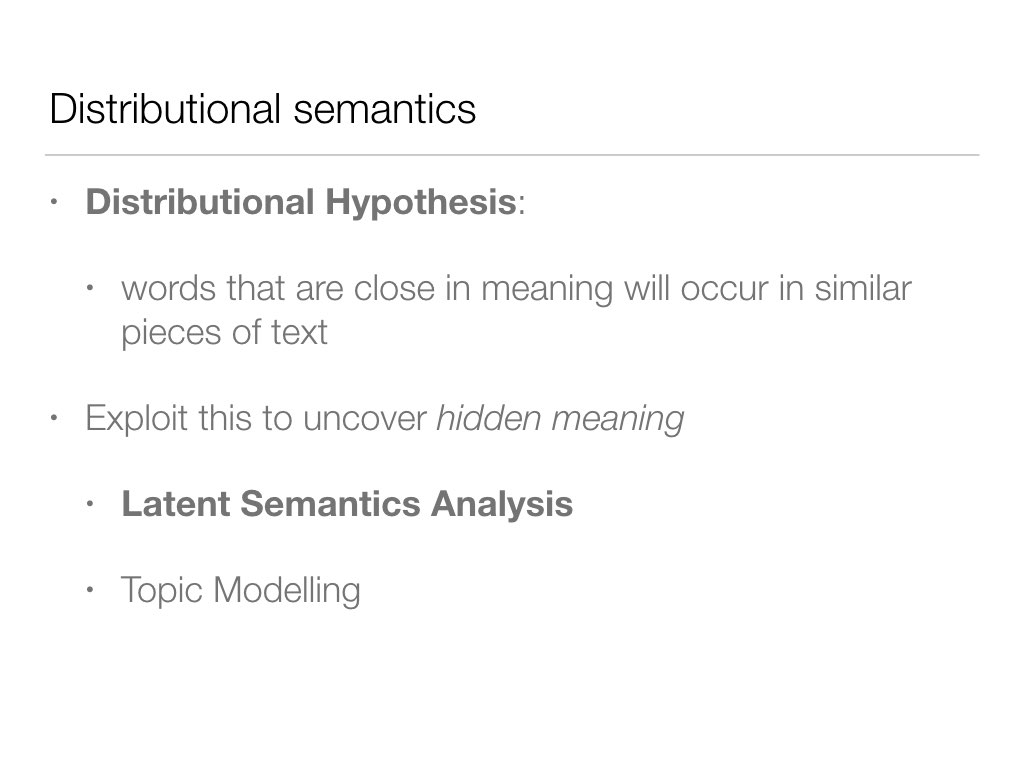 Distributional semantics
• Distributional Hypothesis:
• words that are close in meaning will occur in similar
pieces of text
• Exploit this to uncover hidden meaning
• Latent Semantics Analysis
• Topic Modelling